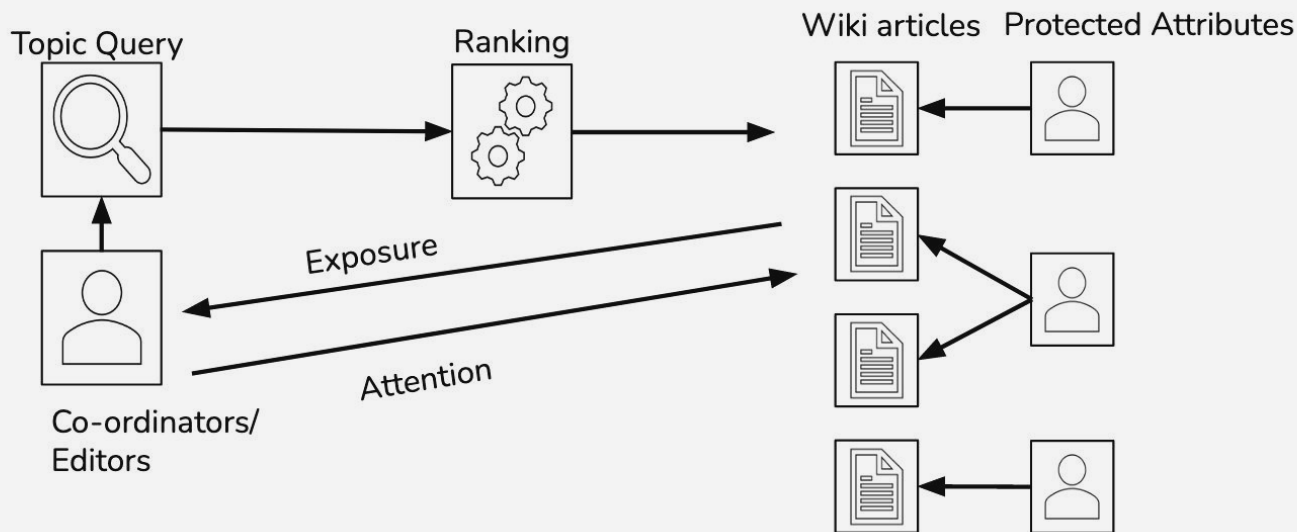 Topic Query
Ranking
Wiki articles
Protected Attributes
Exposure
Attention
Co-ordinators/
Editors